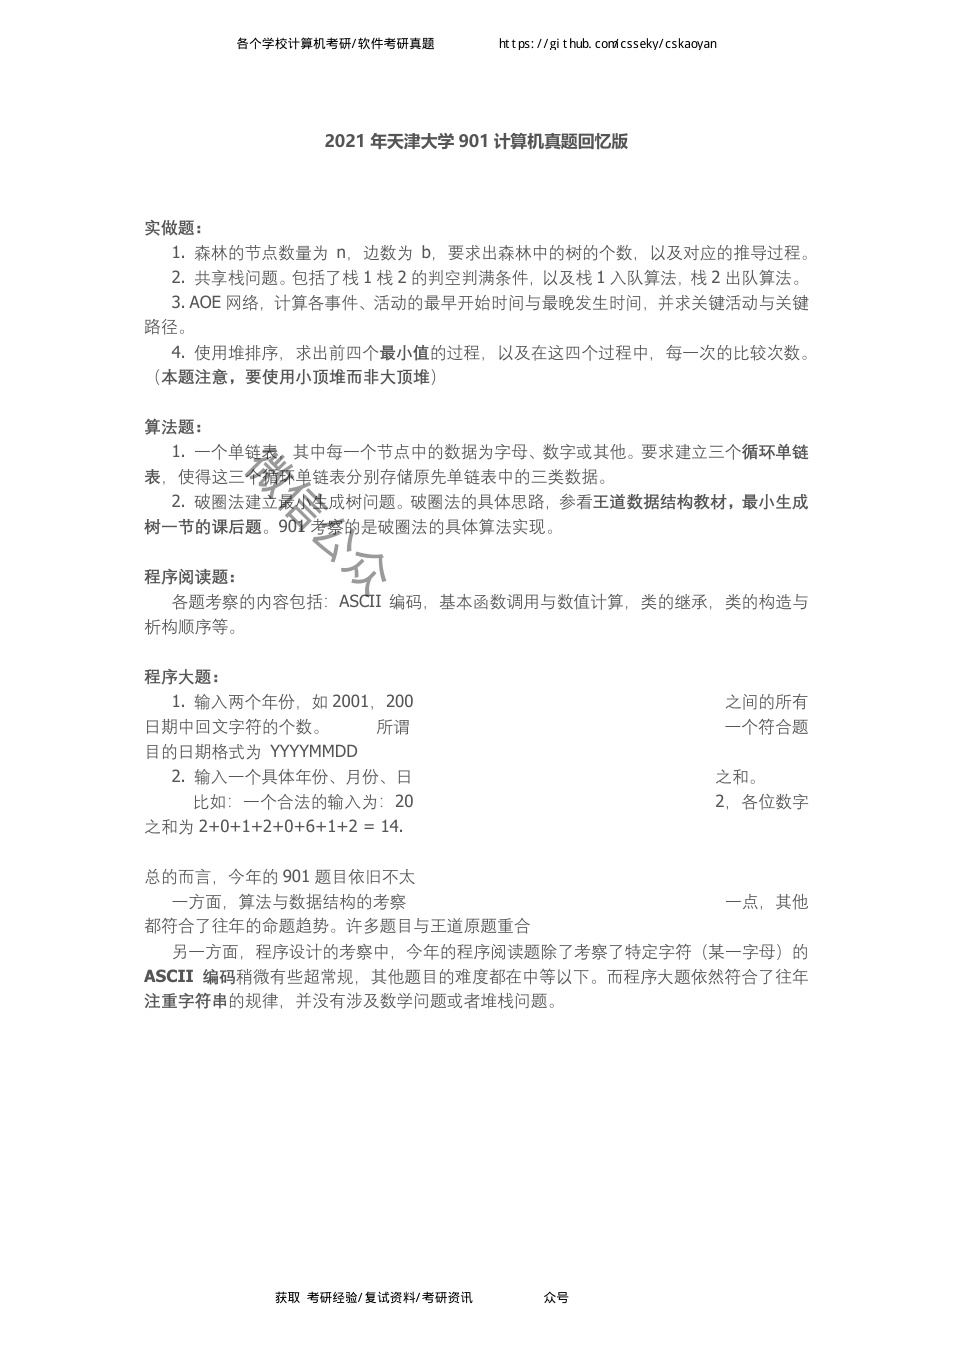 各个学校计算机考研/软件考研真题 https://github.com/csseky/cskaoyan
2021 年天津大学 901 计算机真题回忆版
实做题：
1. 森林的节点数量为 n，边数为 b，要求出森林中的树的个数，以及对应的推导过程。
2. 共享栈问题。包括了栈 1 栈 2 的判空判满条件，以及栈 1 入队算法，栈 2 出队算法。
3. AOE 网络，计算各事件、活动的最早开始时间与最晚发生时间，并求关键活动与关键
路径。
4. 使用堆排序，求出前四个最小值的过程，以及在这四个过程中，每一次的比较次数。
（本题注意，要使用小顶堆而非大顶堆）
算法题：
1. 一个单链表，其中每一个节点中的数据为字母、数字或其他。要求建立三个循环单链
表，使得这三个循环单链表分别存储原先单链表中的三类数据。
2. 破圈法建立最小生成树问题。破圈法的具体思路，参看王道数据结构教材，最小生成
树一节的课后题。901 考察的是破圈法的具体算法实现。
微信公众
程序阅读题：
各题考察的内容包括：ASCII 编码，基本函数调用与数值计算，类的继承，类的构造与
析构顺序等。
程序大题：
1. 输入两个年份，如 2001，200 之间的所有
日期中回文字符的个数。 所谓 一个符合题
目的日期格式为 YYYYMMDD
2. 输入一个具体年份、月份、日 之和。
比如：一个合法的输入为：20 2，各位数字
之和为 2+0+1+2+0+6+1+2 = 14.
总的而言，今年的 901 题目依旧不太
一方面，算法与数据结构的考察 一点，其他
都符合了往年的命题趋势。许多题目与王道原题重合
另一方面，程序设计的考察中，今年的程序阅读题除了考察了特定字符（某一字母）的
ASCII 编码稍微有些超常规，其他题目的难度都在中等以下。而程序大题依然符合了往年
注重字符串的规律，并没有涉及数学问题或者堆栈问题。
获取 考研经验/复试资料/考研资讯 众号